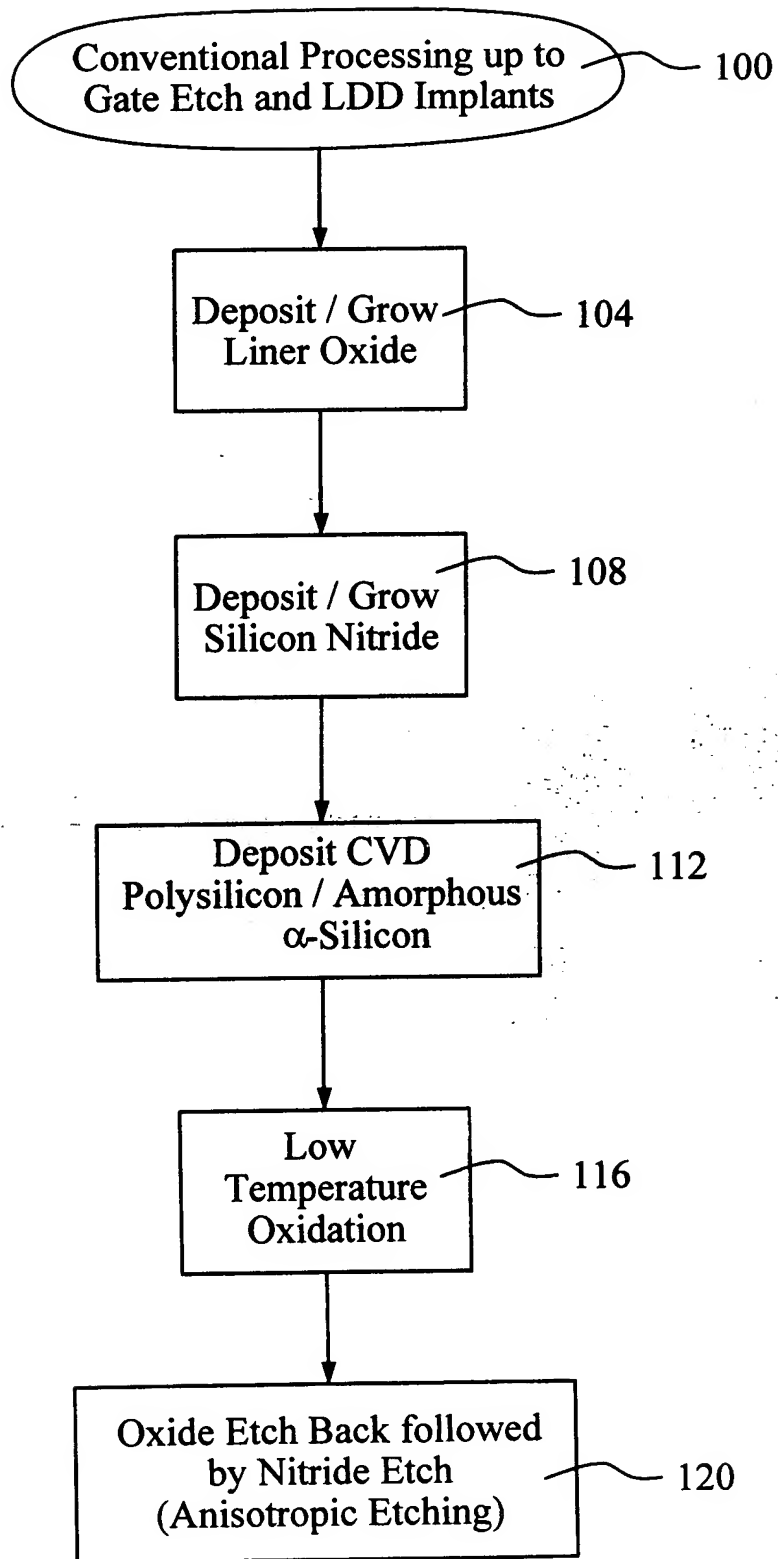 Conventional Processing up to
Gate Etch and LDD Implants
100
Deposit / Grow
Liner Oxide
104
Deposit / Grow
Silicon Nitride
108
Deposit CVD
Polysilicon / Amorphous
α-Silicon
112
Low
Temperature
Oxidation
116
Oxide Etch Back followed
by Nitride Etch
(Anisotropic Etching)
120